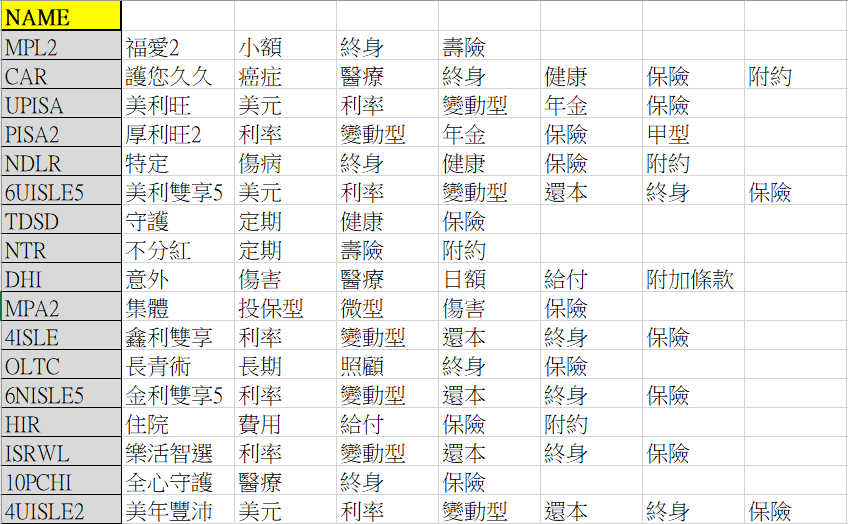 NAME
MPL2 福愛2 小額 終身 壽險
CAR 護您久久 癌症 醫療 終身 健康 保險 附約
UPISA 美利旺 美元 利率 變動型 年金 保險
PISA2 厚利旺2 利率 變動型 年金 保險 甲型
NDLR 特定 傷病 終身 健康 保險 附約
6UISLE5 美利雙享5 美元 利率 變動型 還本 終身 保險
TDSD 守護 定期 健康 保險
NTR 不分紅 定期 壽險 附約
DHI 意外 傷害 醫療 日額 給付 附加條款
MPA2 集體 投保型 微型 傷害 保險
4ISLE 鑫利雙享 利率 變動型 還本 終身 保險
OLTC 長青術 長期 照顧 終身 保險
6NISLE5 金利雙享5 利率 變動型 還本 終身 保險
HIR 住院 費用 給付 保險 附約
ISRWL 樂活智選 利率 變動型 還本 終身 保險
10PCHI 全心守護 醫療 終身 保險
4UISLE2 美年豐沛 美元 利率 變動型 還本 終身 保險